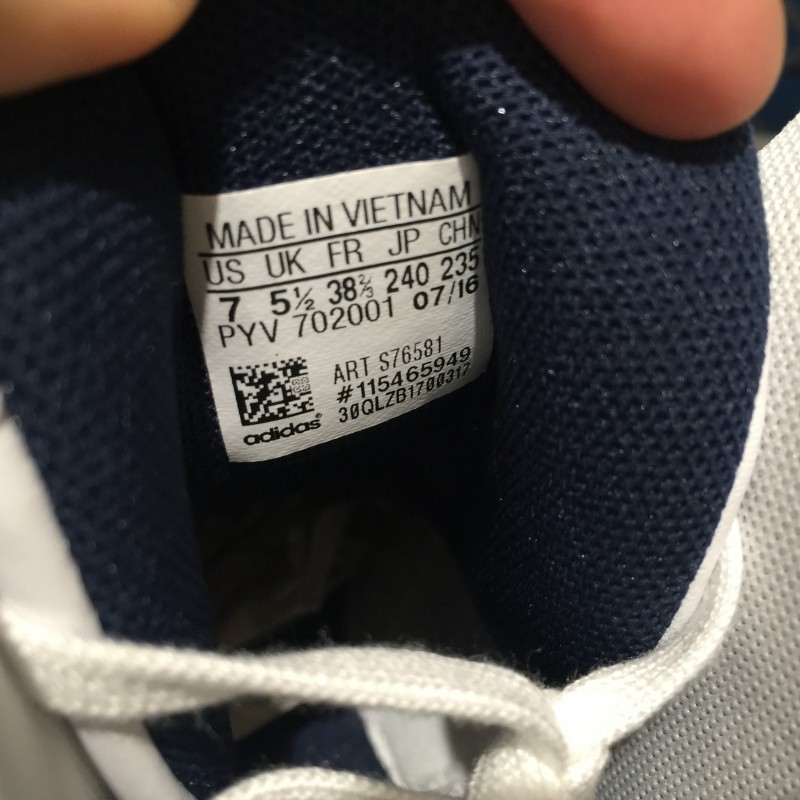 MADE IN VIETNAM
US UK FR JP CHN
7 5½ 38⅔ 240 235
PYV 702001 07/16
ART S76581
#115465949
30QLZB1700317
adidas®